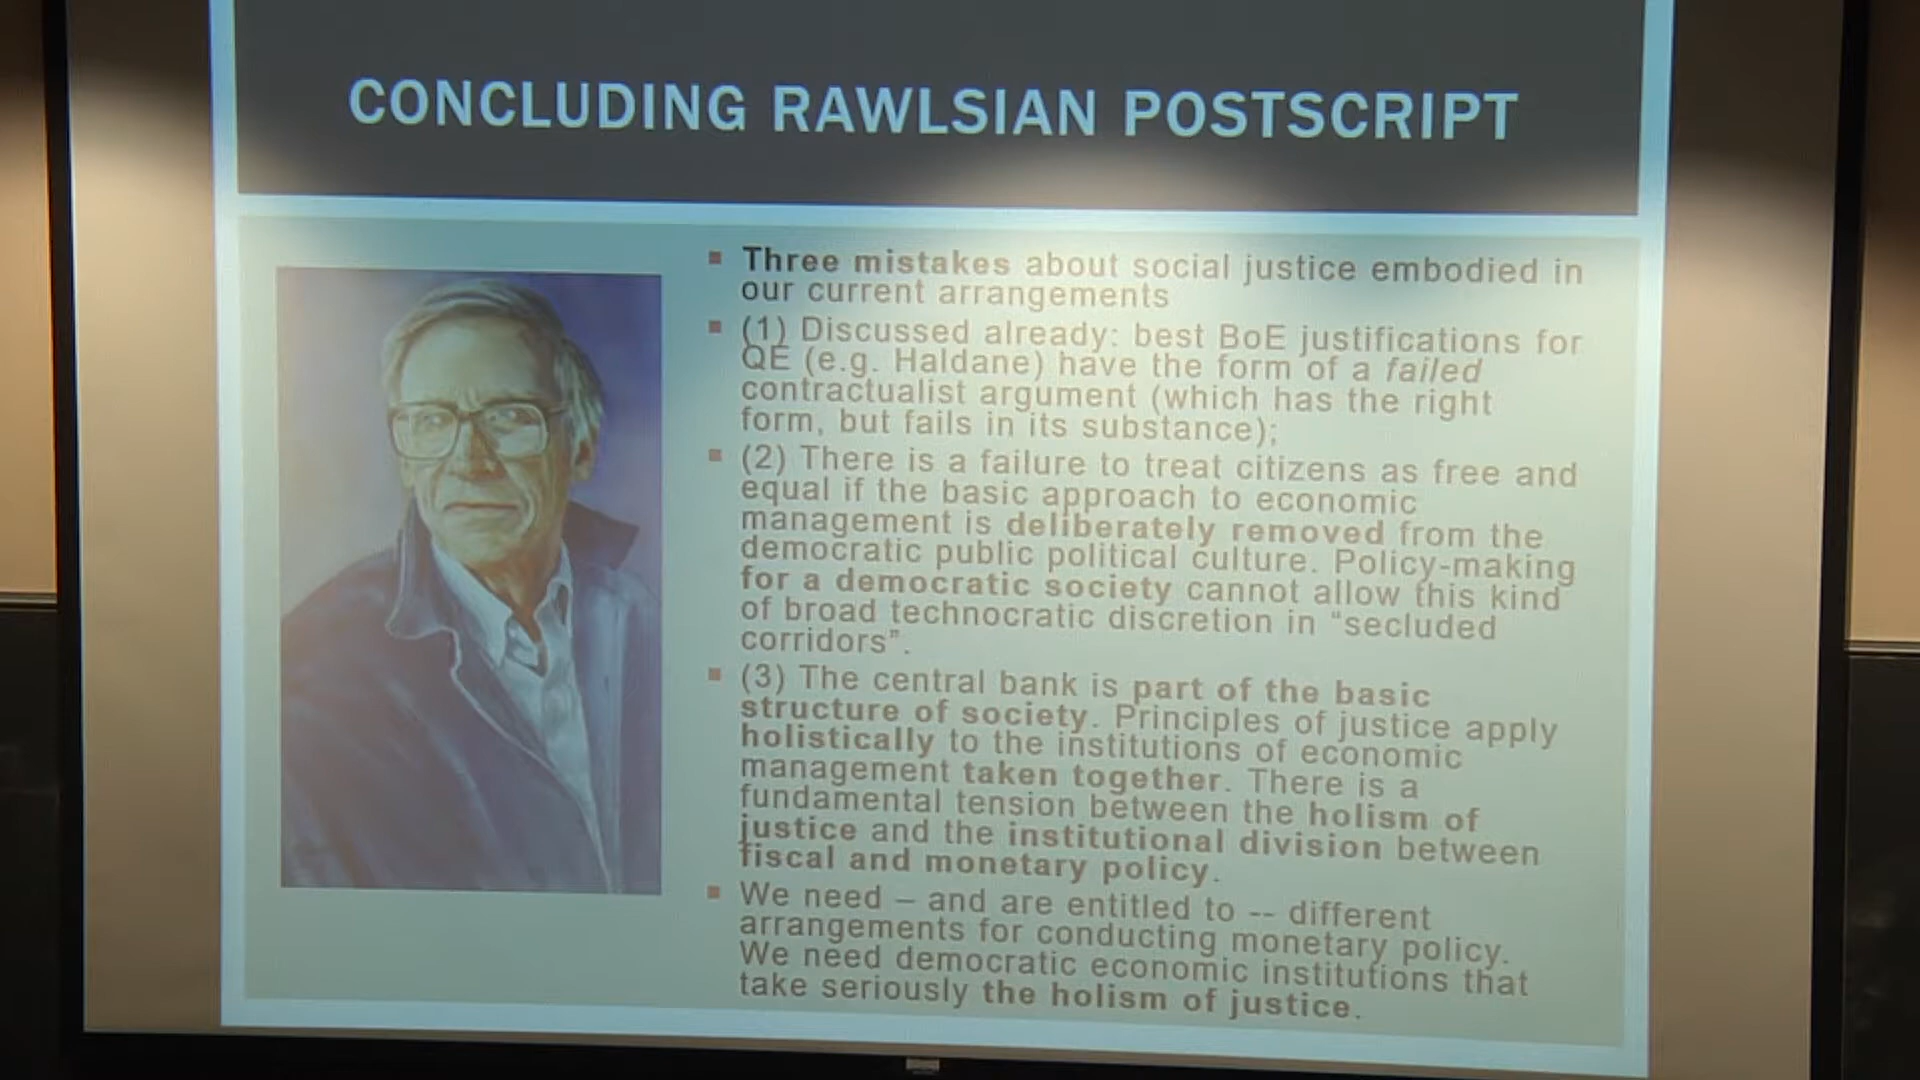 CONCLUDING RAWLSIAN POSTSCRIPT
▪ Three mistakes about social justice embodied in
our current arrangements
▪ (1) Discussed already: best BoE justifications for
QE (e.g. Haldane) have the form of a failed
contractualist argument (which has the right
form, but fails in its substance);
▪ (2) There is a failure to treat citizens as free and
equal if the basic approach to economic
management is deliberately removed from the
democratic public political culture. Policy-making
for a democratic society cannot allow this kind
of broad technocratic discretion in “secluded
corridors”.
▪ (3) The central bank is part of the basic
structure of society. Principles of justice apply
holistically to the institutions of economic
management taken together. There is a
fundamental tension between the holism of
justice and the institutional division between
fiscal and monetary policy.
▪ We need – and are entitled to -- different
arrangements for conducting monetary policy.
We need democratic economic institutions that
take seriously the holism of justice.